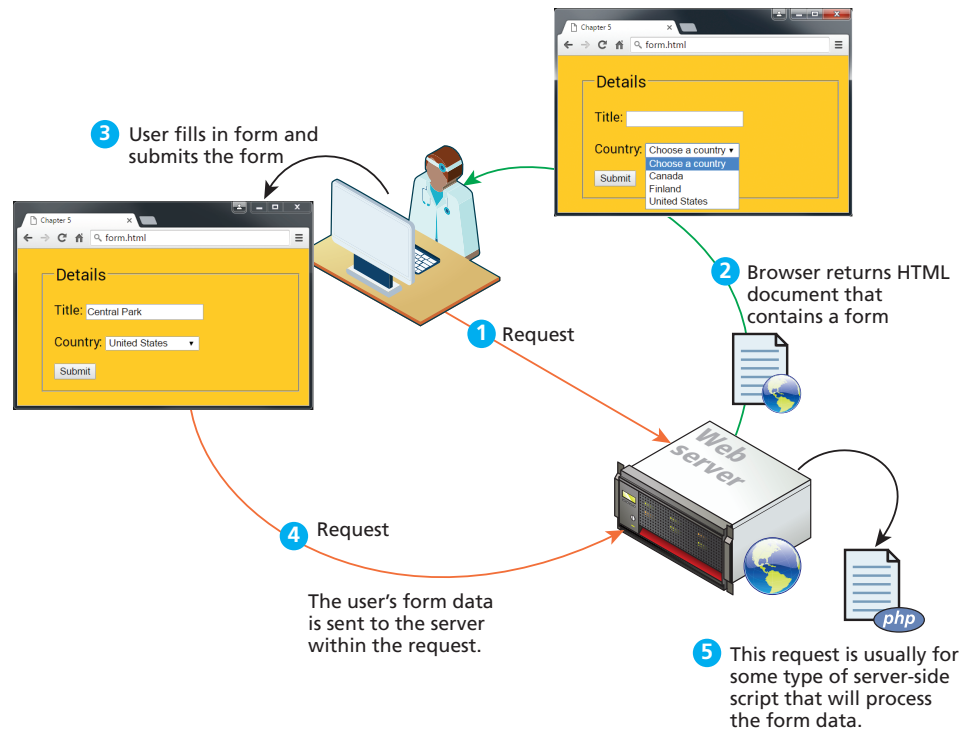 Chapter 5
form.html
Details
Title:
Country: Choose a country
Choose a country
Canada
Finland
United States
Submit
3 User fills in form and
submits the form
Chapter 5
form.html
Details
Title: Central Park
Country: United States
Submit
2 Browser returns HTML
document that
contains a form
1 Request
Web
server
4 Request
The user's form data
is sent to the server
within the request.
php
5 This request is usually for
some type of server-side
script that will process
the form data.